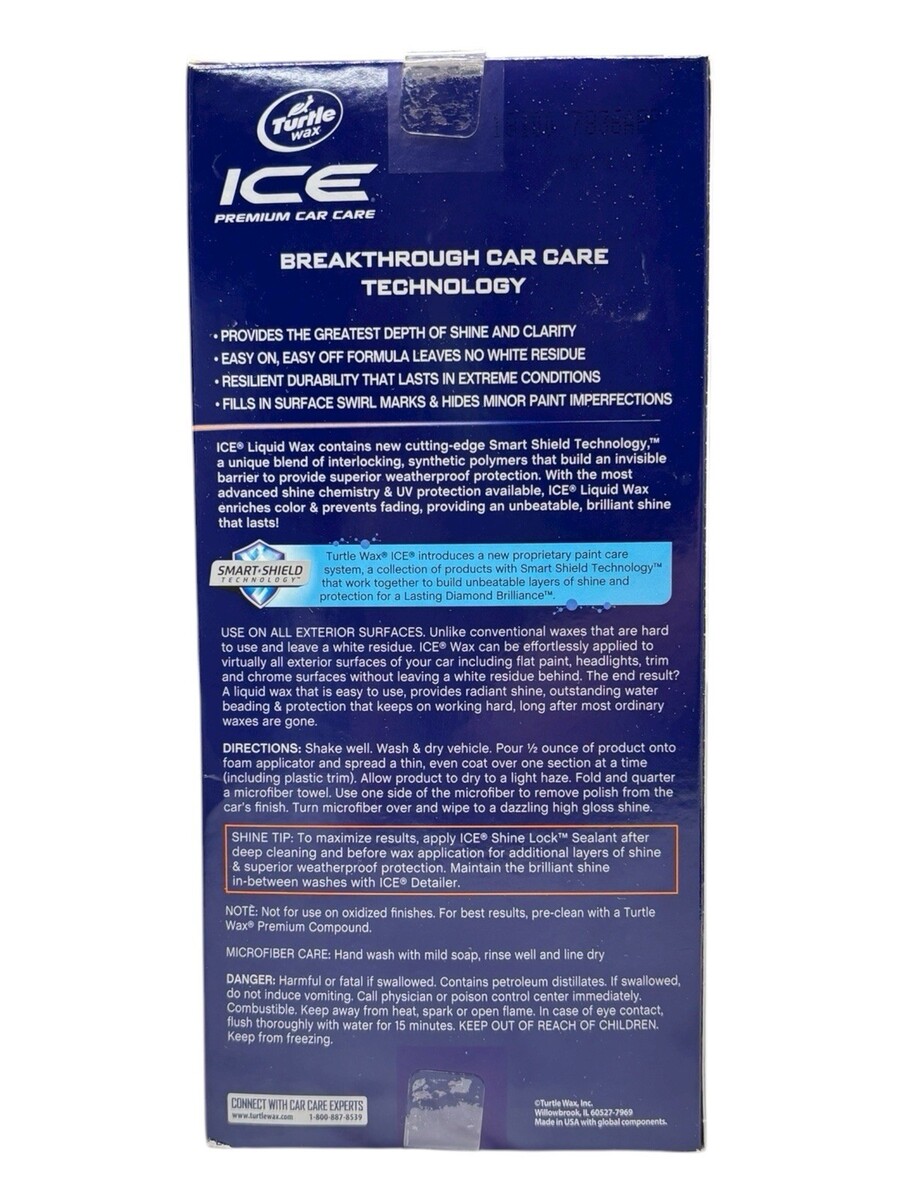 Turtle
wax
ICE
PREMIUM CAR CARE
BREAKTHROUGH CAR CARE
TECHNOLOGY
• PROVIDES THE GREATEST DEPTH OF SHINE AND CLARITY
• EASY ON, EASY OFF FORMULA LEAVES NO WHITE RESIDUE
• RESILIENT DURABILITY THAT LASTS IN EXTREME CONDITIONS
• FILLS IN SURFACE SWIRL MARKS & HIDES MINOR PAINT IMPERFECTIONS
ICE® Liquid Wax contains new cutting-edge Smart Shield Technology,™
a unique blend of interlocking, synthetic polymers that build an invisible
barrier to provide superior weatherproof protection. With the most
advanced shine chemistry & UV protection available, ICE® Liquid Wax
enriches color & prevents fading, providing an unbeatable, brilliant shine
that lasts!
SMART SHIELD
TECHNOLOGY™
Turtle Wax® ICE® introduces a new proprietary paint care
system, a collection of products with Smart Shield Technology™
that work together to build unbeatable layers of shine and
protection for a Lasting Diamond Brilliance™.
USE ON ALL EXTERIOR SURFACES. Unlike conventional waxes that are hard
to use and leave a white residue. ICE® Wax can be effortlessly applied to
virtually all exterior surfaces of your car including flat paint, headlights, trim
and chrome surfaces without leaving a white residue behind. The end result?
A liquid wax that is easy to use, provides radiant shine, outstanding water
beading & protection that keeps on working hard, long after most ordinary
waxes are gone.
DIRECTIONS: Shake well. Wash & dry vehicle. Pour ½ ounce of product onto
foam applicator and spread a thin, even coat over one section at a time
(including plastic trim). Allow product to dry to a light haze. Fold and quarter
a microfiber towel. Use one side of the microfiber to remove polish from the
car's finish. Turn microfiber over and wipe to a dazzling high gloss shine.
SHINE TIP: To maximize results, apply ICE® Shine Lock™ Sealant after
deep cleaning and before wax application for additional layers of shine
& superior weatherproof protection. Maintain the brilliant shine
in-between washes with ICE® Detailer.
NOTE: Not for use on oxidized finishes. For best results, pre-clean with a Turtle
Wax® Premium Compound.
MICROFIBER CARE: Hand wash with mild soap, rinse well and line dry
DANGER: Harmful or fatal if swallowed. Contains petroleum distillates. If swallowed,
do not induce vomiting. Call physician or poison control center immediately.
Combustible. Keep away from heat, spark or open flame. In case of eye contact,
flush thoroughly with water for 15 minutes. KEEP OUT OF REACH OF CHILDREN.
Keep from freezing.
CONNECT WITH CAR CARE EXPERTS
www.turtlewax.com 1-800-887-8539
©Turtle Wax, Inc.
Willowbrook, IL 60527-7969
Made in USA with global components.